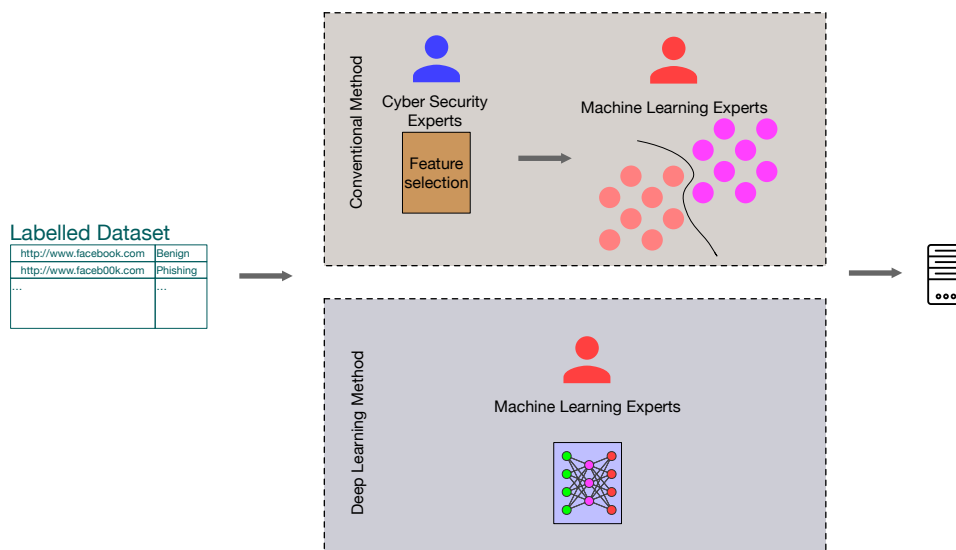 Labelled Dataset
http://www.facebook.com Benign
http://www.faceb00k.com Phishing
... ...
Conventional Method
Cyber Security
Experts
Feature
selection
Machine Learning Experts
Deep Learning Method
Machine Learning Experts